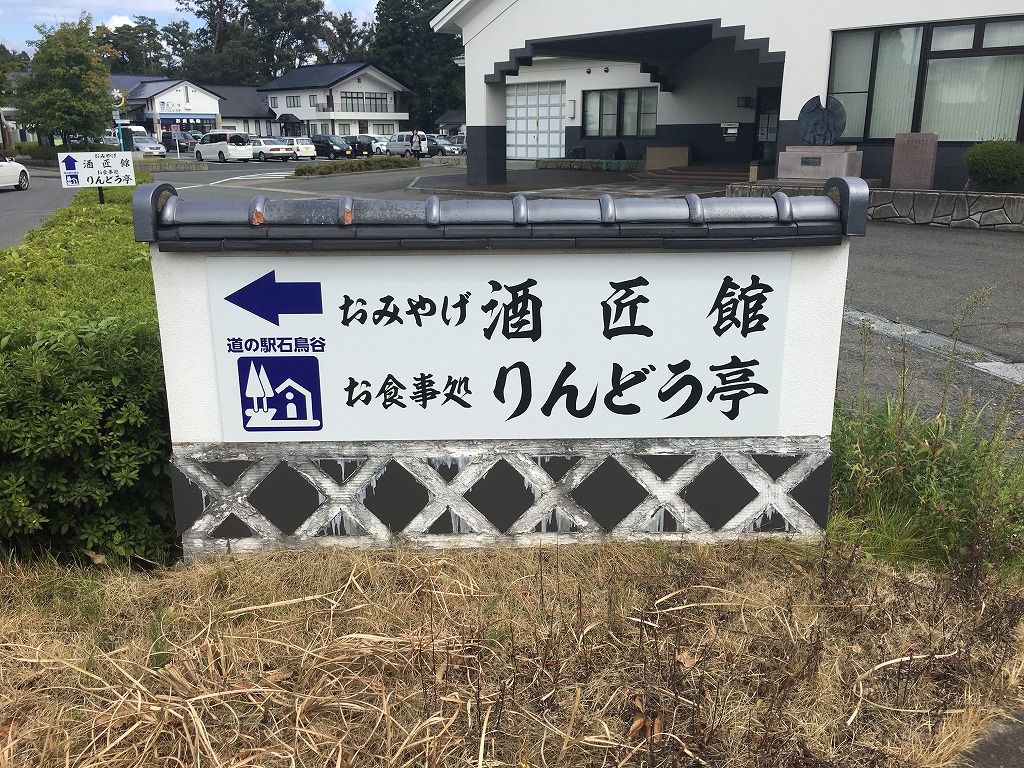 おみやげ 酒匠館
道の駅石鳥谷
お食事処 りんどう亭
おみやげ
酒匠館
お食事処
りんどう亭